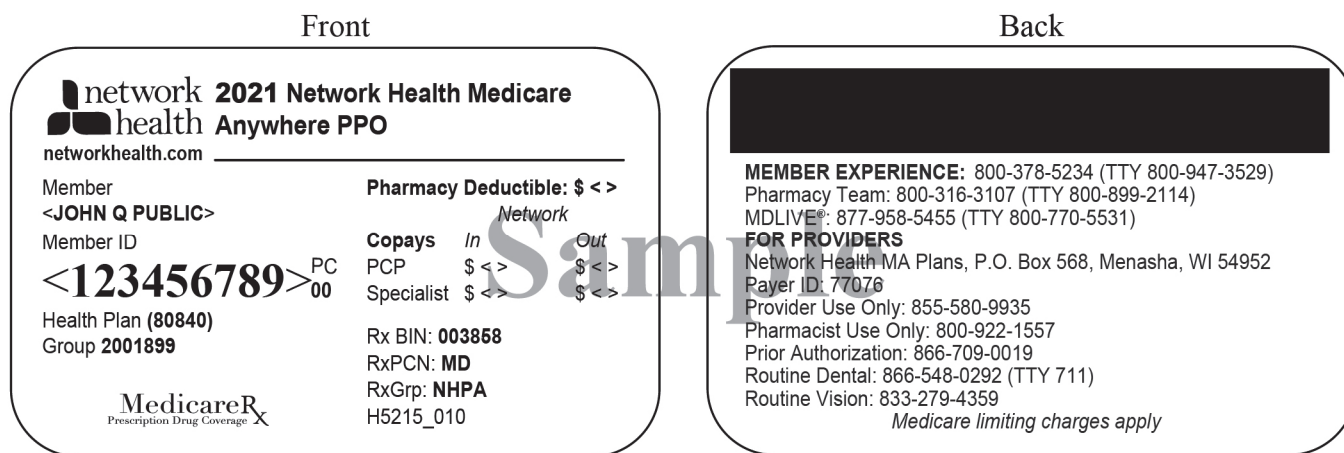 Front
network health
2021 Network Health Medicare
Anywhere PPO
networkhealth.com
Member
<JOHN Q PUBLIC>
Member ID
<123456789> PC 00
Health Plan (80840)
Group 2001899
MedicareRx
Prescription Drug Coverage
Pharmacy Deductible: $ < >
Network
Copays In Out
PCP $ < > $ < >
Specialist $ < > $ < >
Rx BIN: 003858
RxPCN: MD
RxGrp: NHPA
H5215_010
Sample
Back
MEMBER EXPERIENCE: 800-378-5234 (TTY 800-947-3529)
Pharmacy Team: 800-316-3107 (TTY 800-899-2114)
MDLIVE®: 877-958-5455 (TTY 800-770-5531)
FOR PROVIDERS
Network Health MA Plans, P.O. Box 568, Menasha, WI 54952
Payer ID: 77076
Provider Use Only: 855-580-9935
Pharmacist Use Only: 800-922-1557
Prior Authorization: 866-709-0019
Routine Dental: 866-548-0292 (TTY 711)
Routine Vision: 833-279-4359
Medicare limiting charges apply